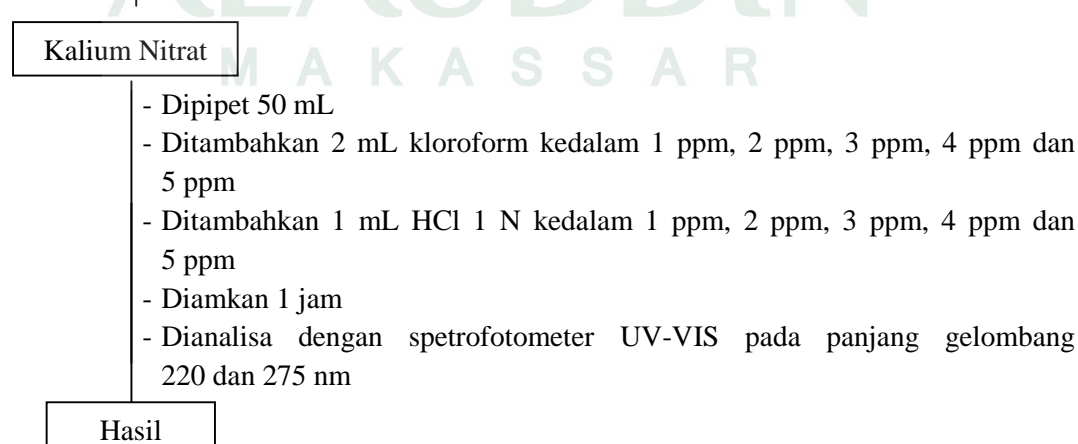 ALAUDDIN
Kalium Nitrat
M A K A S S A R
- Dipipet 50 mL
- Ditambahkan 2 mL kloroform kedalam 1 ppm, 2 ppm, 3 ppm, 4 ppm dan
5 ppm
- Ditambahkan 1 mL HCl 1 N kedalam 1 ppm, 2 ppm, 3 ppm, 4 ppm dan
5 ppm
- Diamkan 1 jam
- Dianalisa dengan spetrofotometer UV-VIS pada panjang gelombang
220 dan 275 nm
Hasil